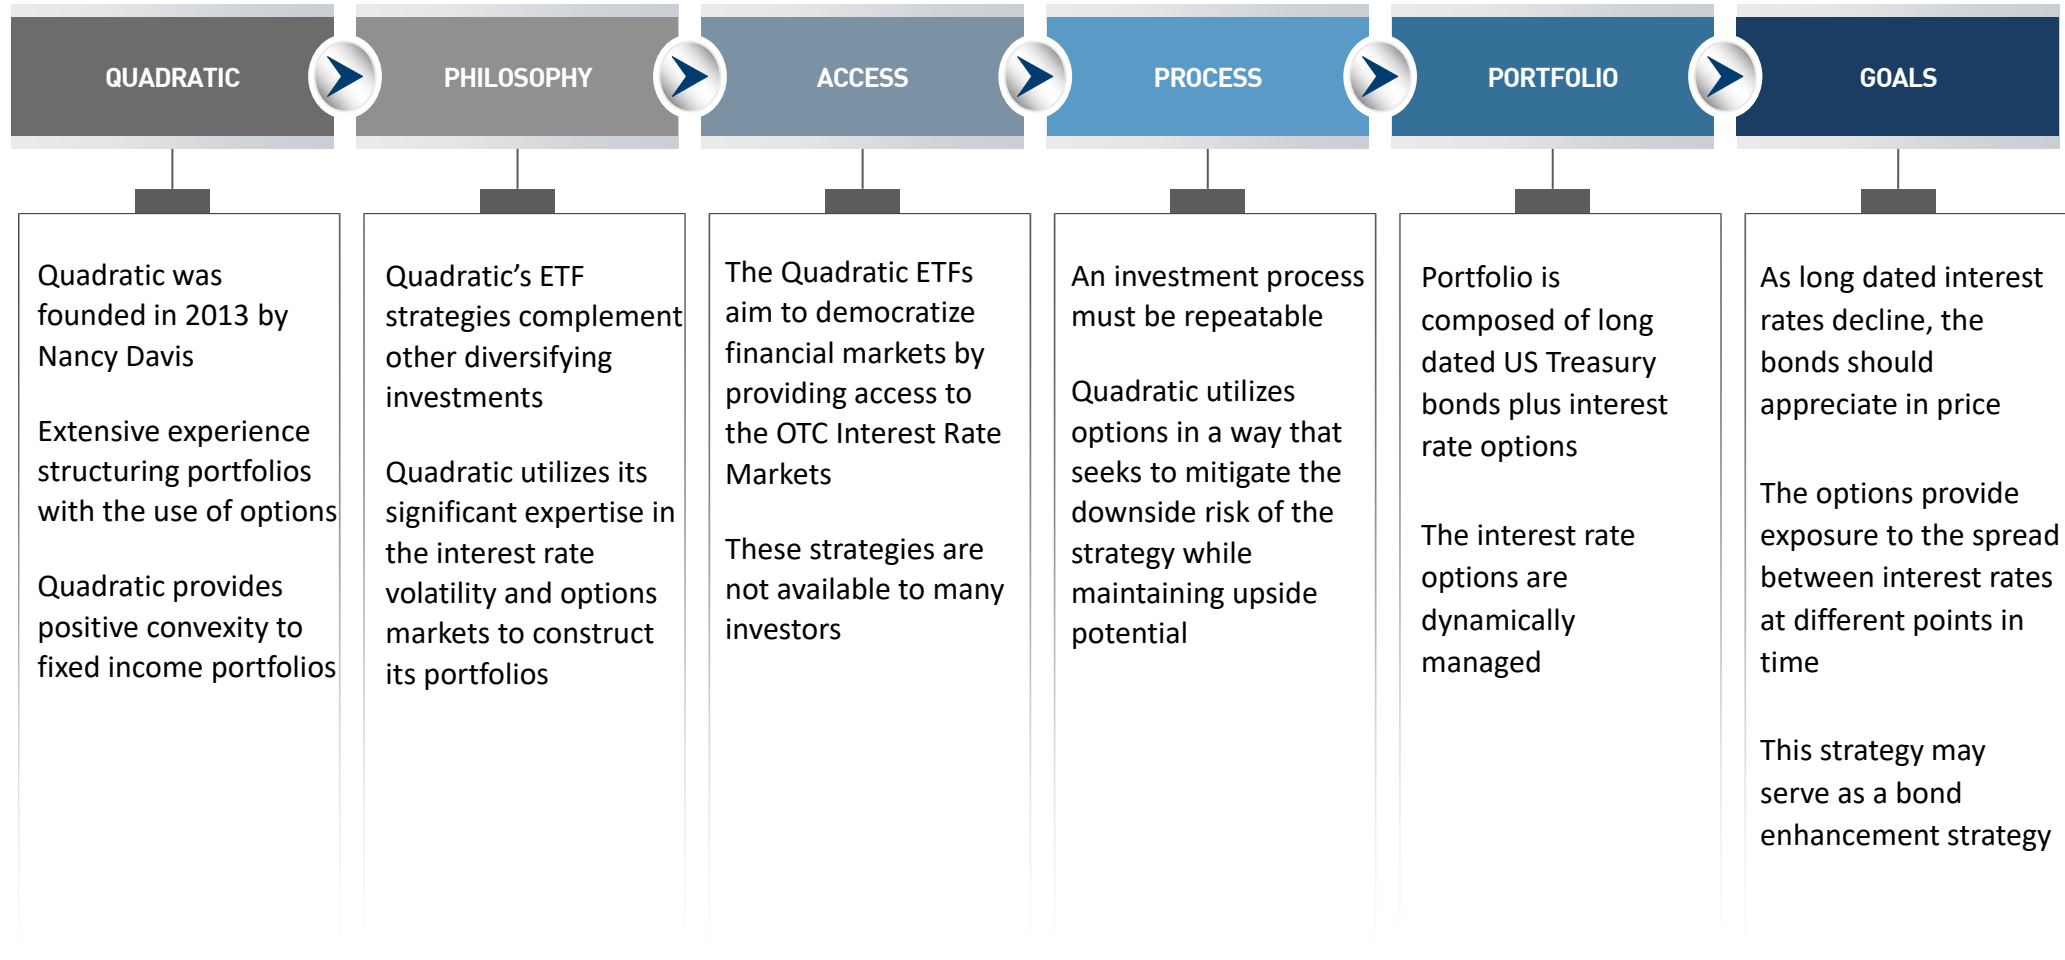 QUADRATIC
PHILOSOPHY
ACCESS
PROCESS
PORTFOLIO
GOALS
Quadratic was
founded in 2013 by
Nancy Davis
Extensive experience
structuring portfolios
with the use of options
Quadratic provides
positive convexity to
fixed income portfolios
Quadratic’s ETF
strategies complement
other diversifying
investments
Quadratic utilizes its
significant expertise in
the interest rate
volatility and options
markets to construct
its portfolios
The Quadratic ETFs
aim to democratize
financial markets by
providing access to
the OTC Interest Rate
Markets
These strategies are
not available to many
investors
An investment process
must be repeatable
Quadratic utilizes
options in a way that
seeks to mitigate the
downside risk of the
strategy while
maintaining upside
potential
Portfolio is
composed of long
dated US Treasury
bonds plus interest
rate options
The interest rate
options are
dynamically
managed
As long dated interest
rates decline, the
bonds should
appreciate in price
The options provide
exposure to the spread
between interest rates
at different points in
time
This strategy may
serve as a bond
enhancement strategy